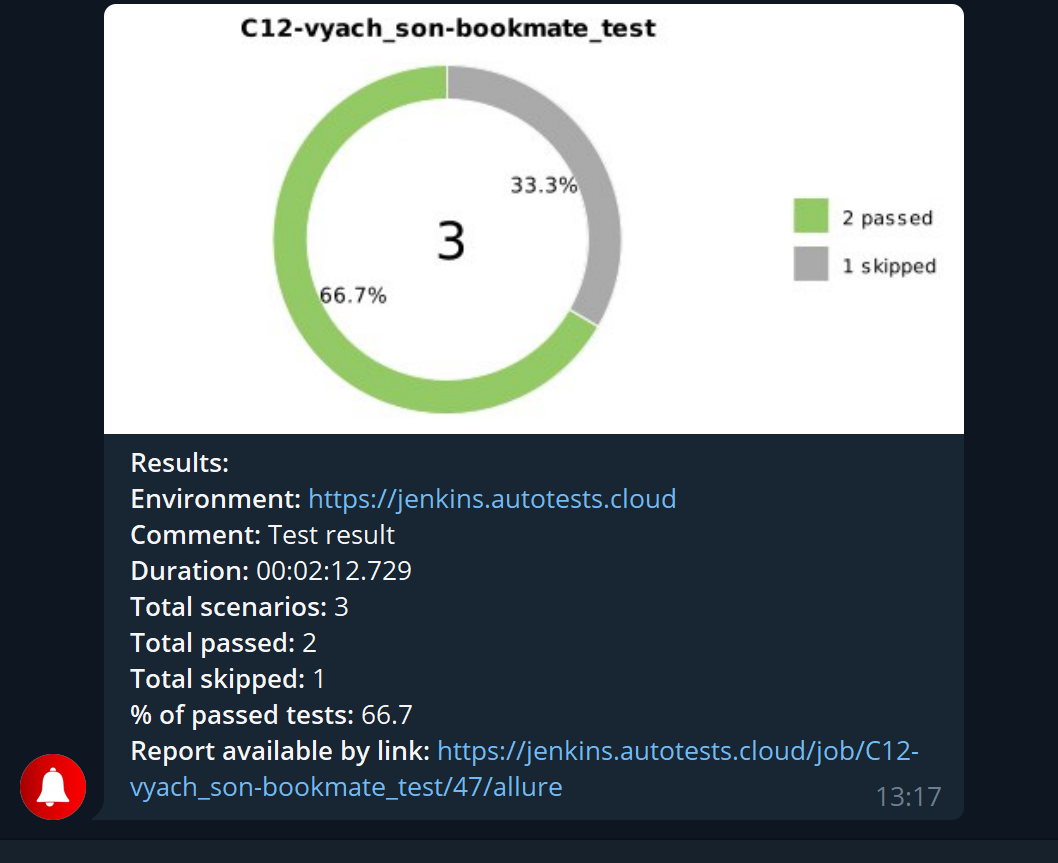 C12-vyach_son-bookmate_test
33.3%
3
66.7%
2 passed
1 skipped
Results:
Environment: https://jenkins.autotests.cloud
Comment: Test result
Duration: 00:02:12.729
Total scenarios: 3
Total passed: 2
Total skipped: 1
% of passed tests: 66.7
Report available by link: https://jenkins.autotests.cloud/job/C12-
vyach_son-bookmate_test/47/allure
13:17